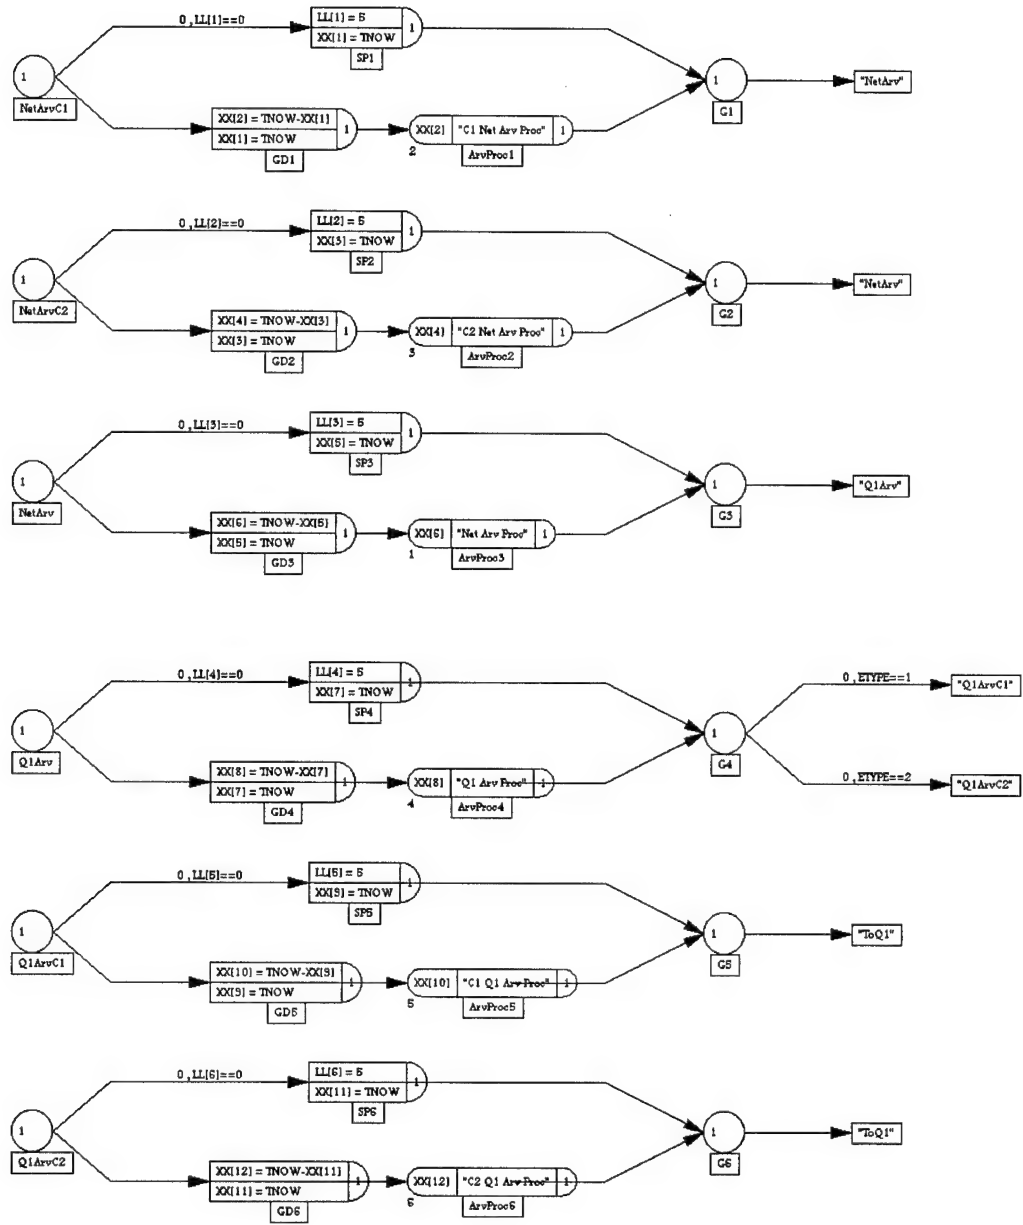 0 ,LL[1]==0
LL[1] = 5
XX[1] = TNOW
1
SP1
1
NetArvC1
XX[2] = TNOW-XX[1]
XX[1] = TNOW
1
GD1
XX[2] "C1 Net Arv Proc" 1
2
ArvProc1
1
G1
"NetArv"
0 ,LL[2]==0
LL[2] = 5
XX[3] = TNOW
1
SP2
1
NetArvC2
XX[4] = TNOW-XX[3]
XX[3] = TNOW
1
GD2
XX[4] "C2 Net Arv Proc" 1
3
ArvProc2
1
G2
"NetArv"
0 ,LL[3]==0
LL[3] = 5
XX[5] = TNOW
1
SP3
1
NetArv
XX[6] = TNOW-XX[5]
XX[5] = TNOW
1
GD3
XX[6] "Net Arv Proc" 1
1
ArvProc3
1
G3
"Q1Arv"
0 ,LL[4]==0
LL[4] = 5
XX[7] = TNOW
1
SP4
1
Q1Arv
XX[8] = TNOW-XX[7]
XX[7] = TNOW
1
GD4
XX[8] "Q1 Arv Proc" 1
4
ArvProc4
1
G4
0 ,ETYPE==1
"Q1ArvC1"
0 ,ETYPE==2
"Q1ArvC2"
0 ,LL[5]==0
LL[5] = 5
XX[9] = TNOW
1
SP5
1
Q1ArvC1
XX[10] = TNOW-XX[9]
XX[9] = TNOW
1
GD5
XX[10] "C1 Q1 Arv Proc" 1
5
ArvProc5
1
G5
"ToQ1"
0 ,LL[6]==0
LL[6] = 5
XX[11] = TNOW
1
SP6
1
Q1ArvC2
XX[12] = TNOW-XX[11]
XX[11] = TNOW
1
GD6
XX[12] "C2 Q1 Arv Proc" 1
6
ArvProc6
1
G6
"ToQ1"